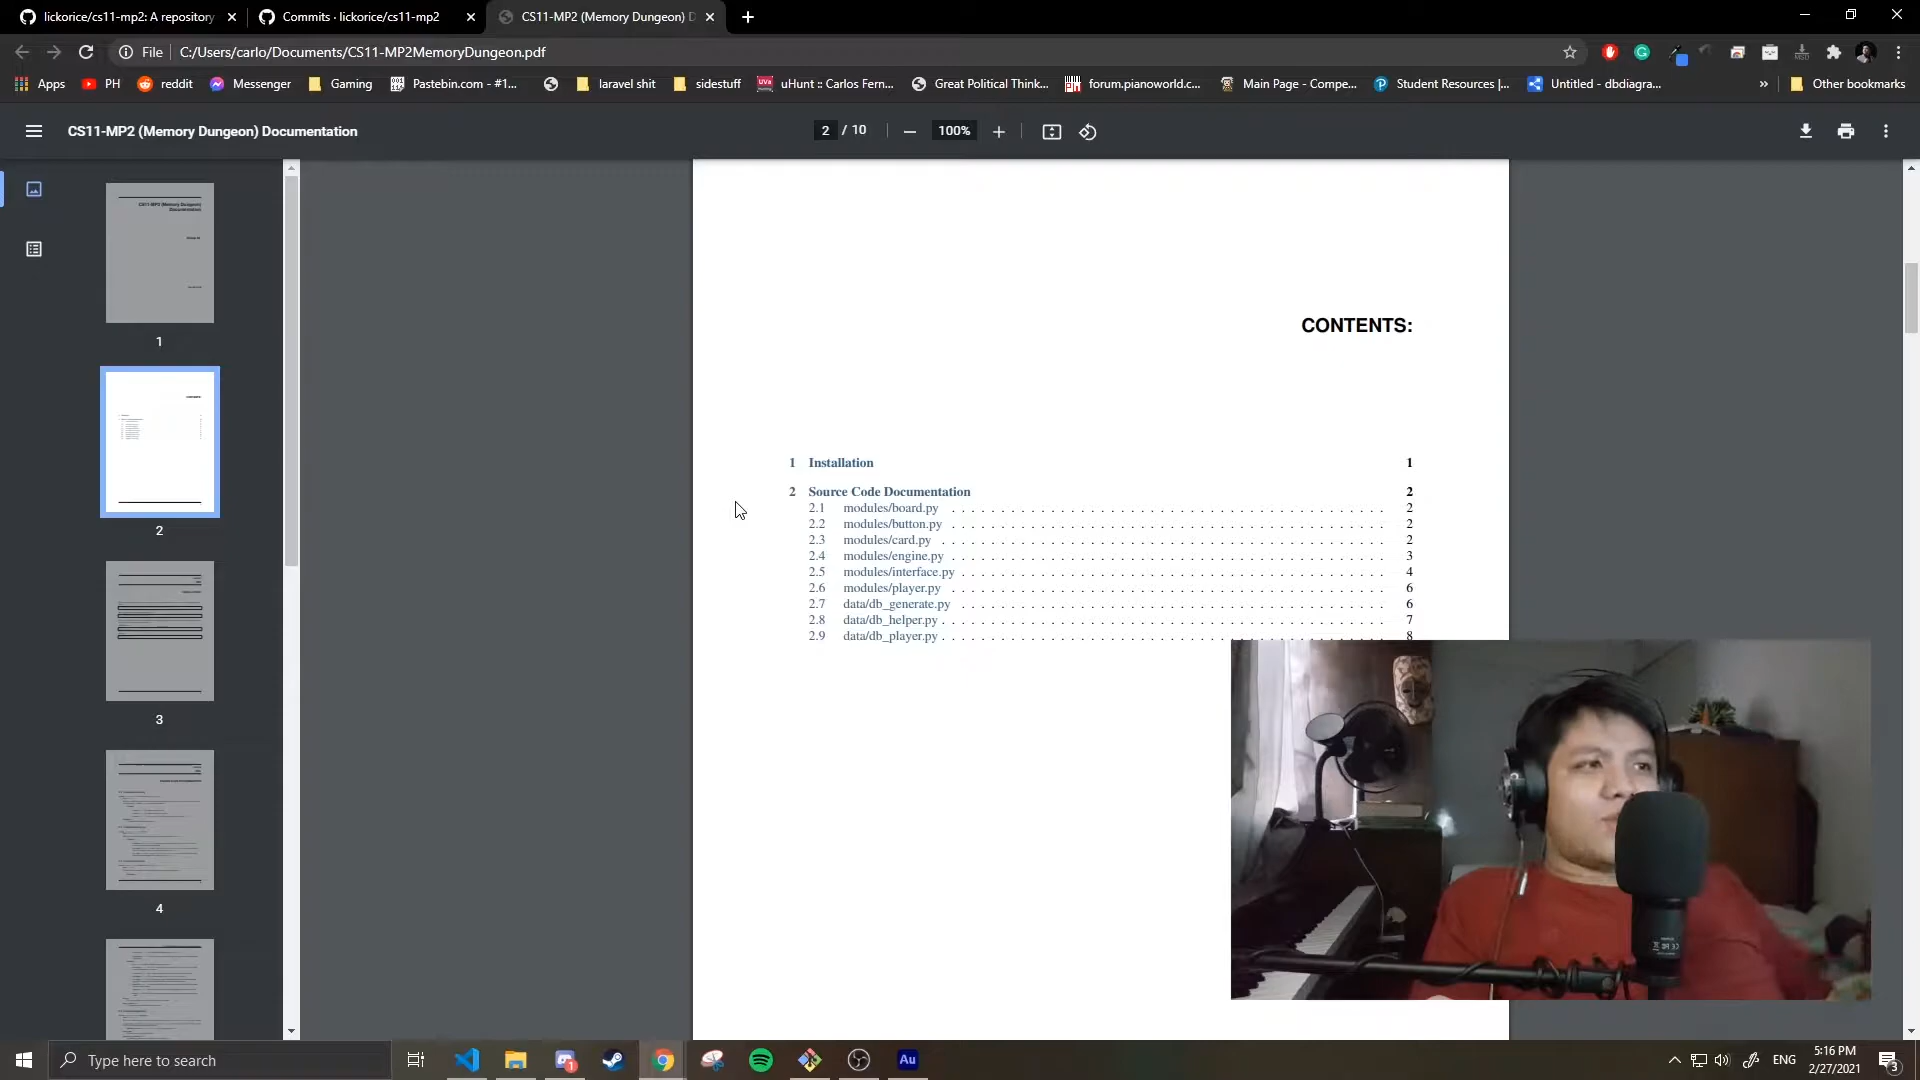 lickorice/cs11-mp2: A repository
Commits · lickorice/cs11-mp2
CS11-MP2 (Memory Dungeon) D
File
C:/Users/carlo/Documents/CS11-MP2MemoryDungeon.pdf
Apps
PH
reddit
Messenger
Gaming
Pastebin.com - #1...
laravel shit
sidestuff
uHunt :: Carlos Fern...
Great Political Think...
forum.pianoworld.c...
Main Page - Compe...
Student Resources |...
Untitled - dbdiagra...
»
Other bookmarks
CS11-MP2 (Memory Dungeon) Documentation
2 / 10
100%
1
2
3
4
CONTENTS:
1 Installation 1
2 Source Code Documentation 2
2.1 modules/board.py . . . . . . . . . . . . . . . . . . . . 2
2.2 modules/button.py . . . . . . . . . . . . . . . . . . . . 2
2.3 modules/card.py . . . . . . . . . . . . . . . . . . . . 2
2.4 modules/engine.py . . . . . . . . . . . . . . . . . . . . 3
2.5 modules/interface.py . . . . . . . . . . . . . . . . . . . . 4
2.6 modules/player.py . . . . . . . . . . . . . . . . . . . . 6
2.7 data/db_generate.py . . . . . . . . . . . . . . . . . . . . 6
2.8 data/db_helper.py . . . . . . . . . . . . . . . . . . . . 7
2.9 data/db_player.py . . . . . . . . . . . . . . . . . . . . 8
Type here to search
1
Au
ENG
5:16 PM
2/27/2021
3